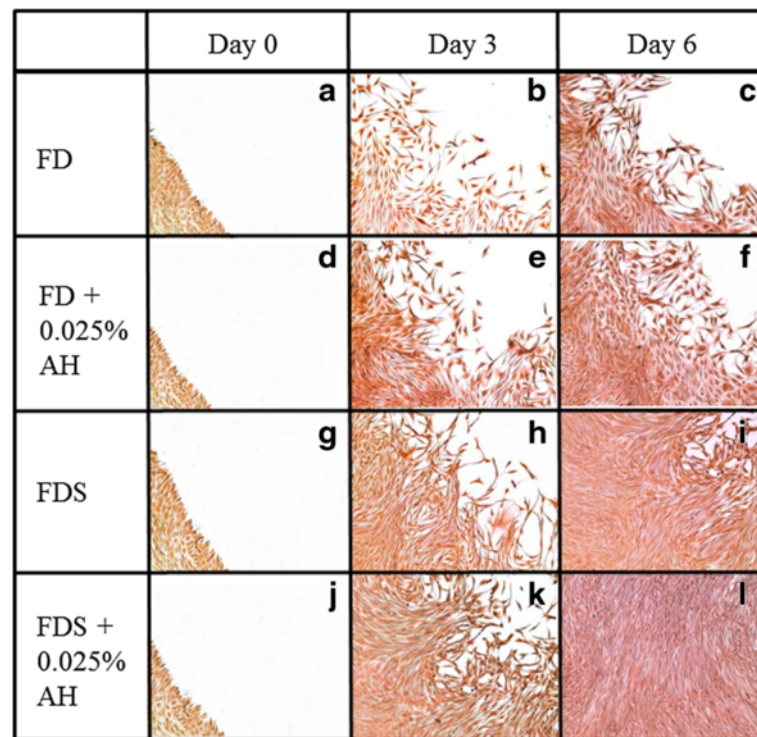 Day 0 Day 3 Day 6
FD a b c
FD +
0.025%
AH d e f
FDS g h i
FDS +
0.025%
AH j k l